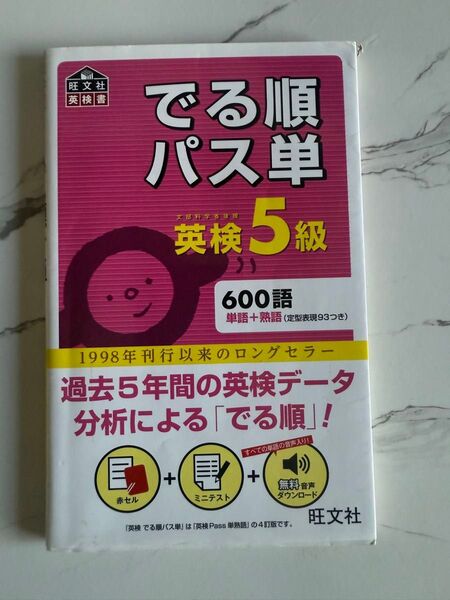 旺文社
英検書
でる順
パス単
文部科学省後援
英検5級
600語
単語+熟語(定型表現93つき)
1998年刊行以来のロングセラー
過去5年間の英検データ
分析による「でる順」!
すべての単語の音声入り!
赤セル
+
ミニテスト
+
無料音声
ダウンロード
旺文社
「英検 でる順パス単」は「英検Pass単熟語」の4訂版です。